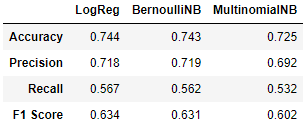 LogReg BernoulliNB MultinomialNB
Accuracy 0.744 0.743 0.725
Precision 0.718 0.719 0.692
Recall 0.567 0.562 0.532
F1 Score 0.634 0.631 0.602